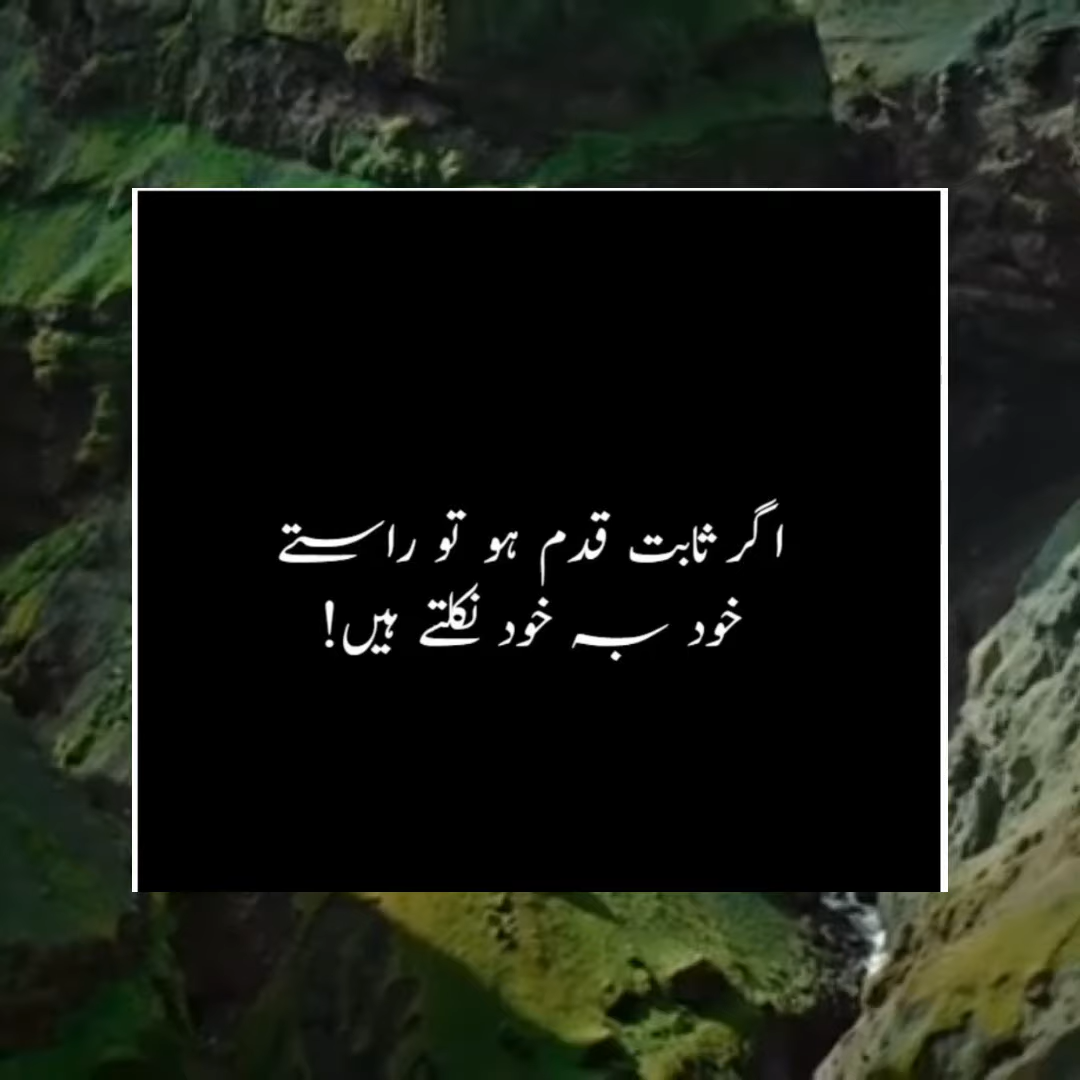 اگر ثابت قدم ہو تو راستے
خود بہ خود نکلتے ہیں!